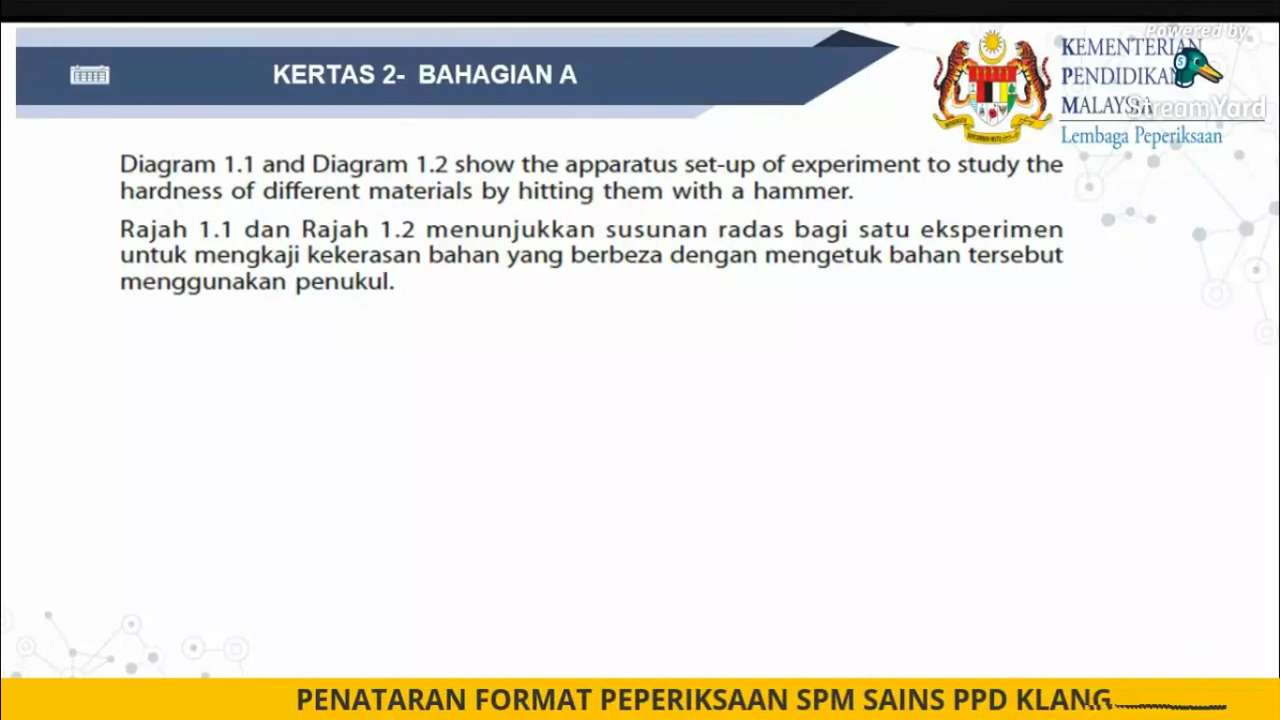 Powered by
StreamYard
KERTAS 2- BAHAGIAN A
KEMENTERIAN
PENDIDIKAN
MALAYSIA
Lembaga Peperiksaan
Diagram 1.1 and Diagram 1.2 show the apparatus set-up of experiment to study the
hardness of different materials by hitting them with a hammer.
Rajah 1.1 dan Rajah 1.2 menunjukkan susunan radas bagi satu eksperimen
untuk mengkaji kekerasan bahan yang berbeza dengan mengetuk bahan tersebut
menggunakan penukul.
PENATARAN FORMAT PEPERIKSAAN SPM SAINS PPD KLANG